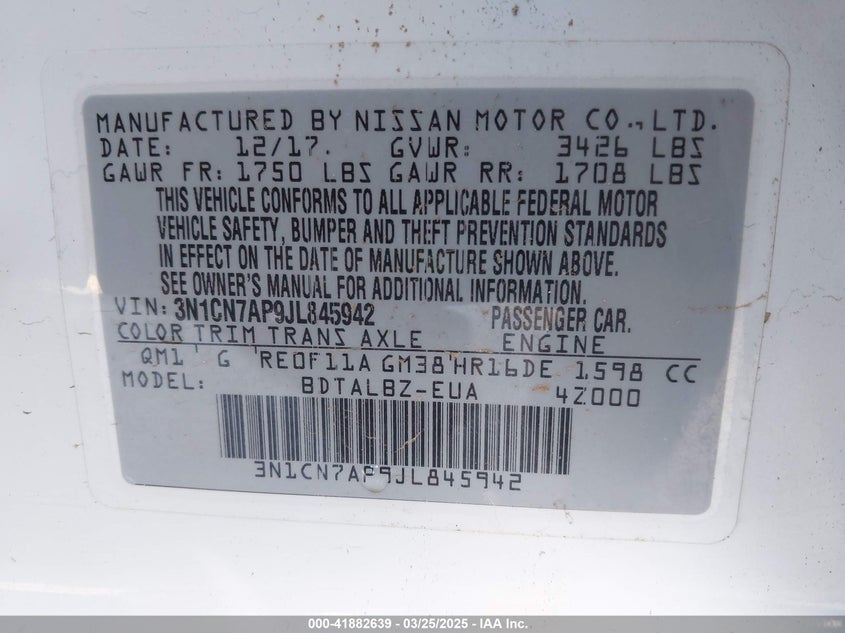 MANUFACTURED BY NISSAN MOTOR CO., LTD.
DATE: 12/17. GVWR: 3426 LBS
GAWR FR: 1750 LBS GAWR RR: 1708 LBS
THIS VEHICLE CONFORMS TO ALL APPLICABLE FEDERAL MOTOR
VEHICLE SAFETY, BUMPER AND THEFT PREVENTION STANDARDS
IN EFFECT ON THE DATE OF MANUFACTURE SHOWN ABOVE.
SEE OWNER'S MANUAL FOR ADDITIONAL INFORMATION.
VIN: 3N1CN7AP9JL845942 PASSENGER CAR.
COLOR TRIM TRANS AXLE ENGINE
QM1 G RE0F11A GM38 HR16DE 1598 CC
MODEL: BDTALBZ-EUA 4Z000
3N1CN7AP9JL845942
000-41882639 - 03/25/2025 - IAA Inc.